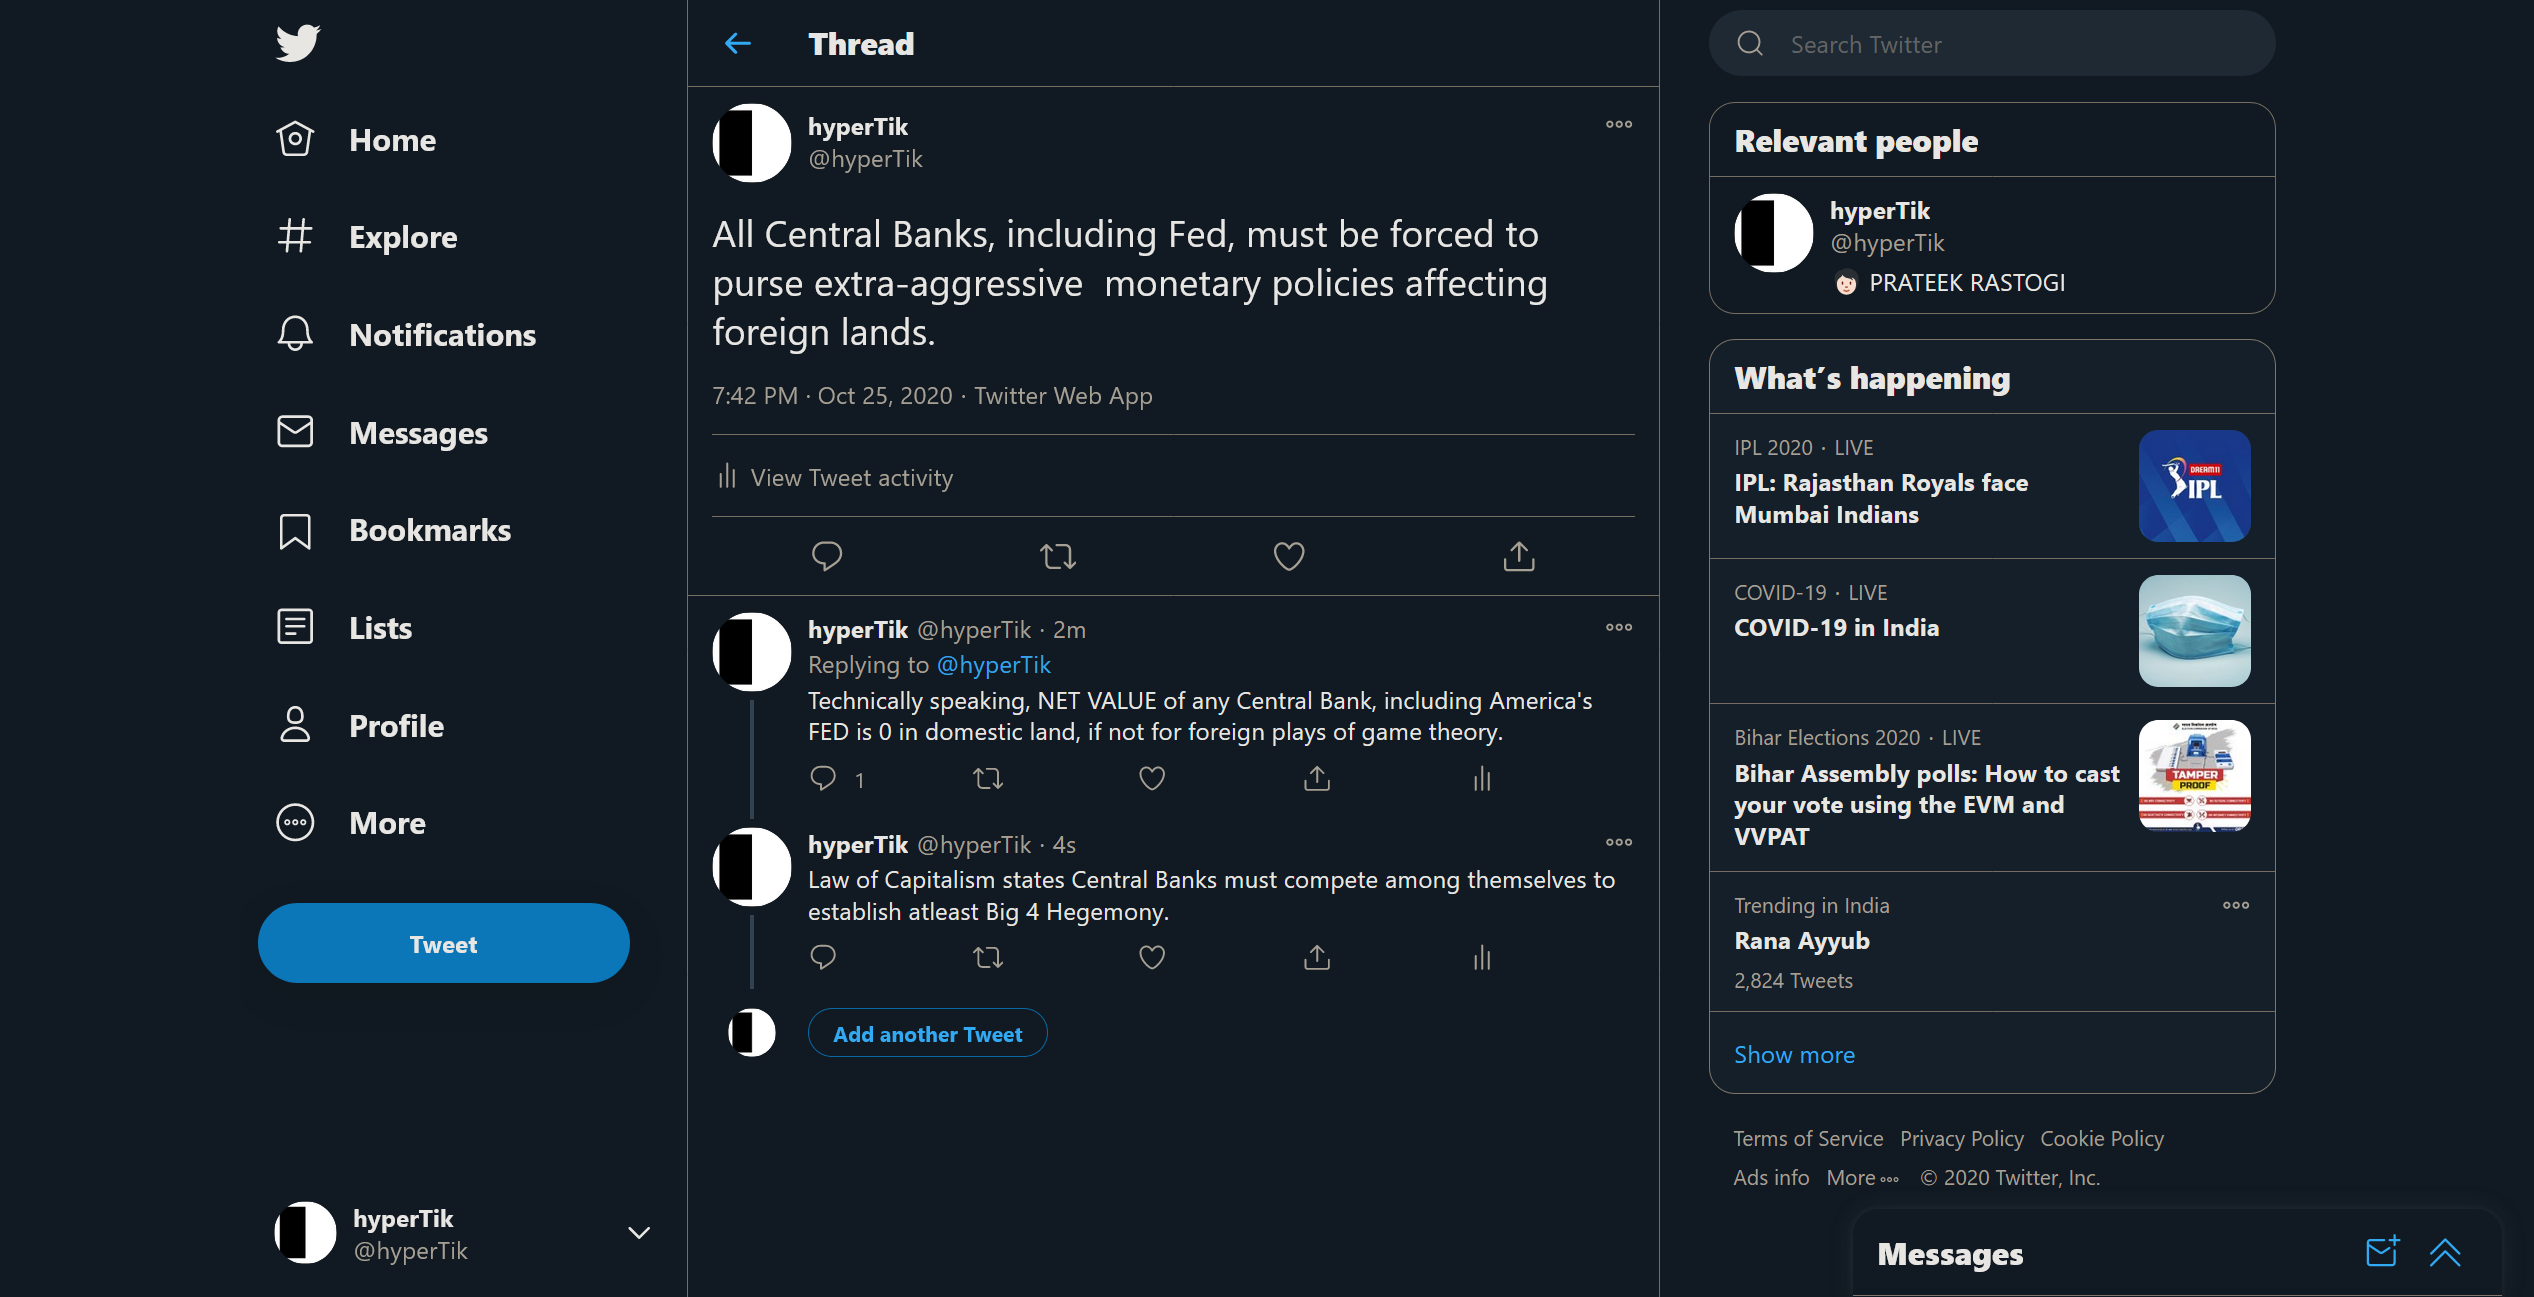 Home
Explore
Notifications
Messages
Bookmarks
Lists
Profile
More
Tweet
hyperTik
@hyperTik
Thread
hyperTik
@hyperTik
All Central Banks, including Fed, must be forced to
purse extra-aggressive  monetary policies affecting
foreign lands.
7:42 PM · Oct 25, 2020 · Twitter Web App
View Tweet activity
hyperTik @hyperTik · 2m
Replying to @hyperTik
Technically speaking, NET VALUE of any Central Bank, including America's
FED is 0 in domestic land, if not for foreign plays of game theory.
1
hyperTik @hyperTik · 4s
Law of Capitalism states Central Banks must compete among themselves to
establish atleast Big 4 Hegemony.
Add another Tweet
Search Twitter
Relevant people
hyperTik
@hyperTik
PRATEEK RASTOGI
What's happening
IPL 2020 · LIVE
IPL: Rajasthan Royals face
Mumbai Indians
DREAM11
IPL
COVID-19 · LIVE
COVID-19 in India
Bihar Elections 2020 · LIVE
Bihar Assembly polls: How to cast
your vote using the EVM and
VVPAT
TAMPER
PROOF
Trending in India
Rana Ayyub
2,824 Tweets
Show more
Terms of Service Privacy Policy Cookie Policy
Ads info More © 2020 Twitter, Inc.
Messages